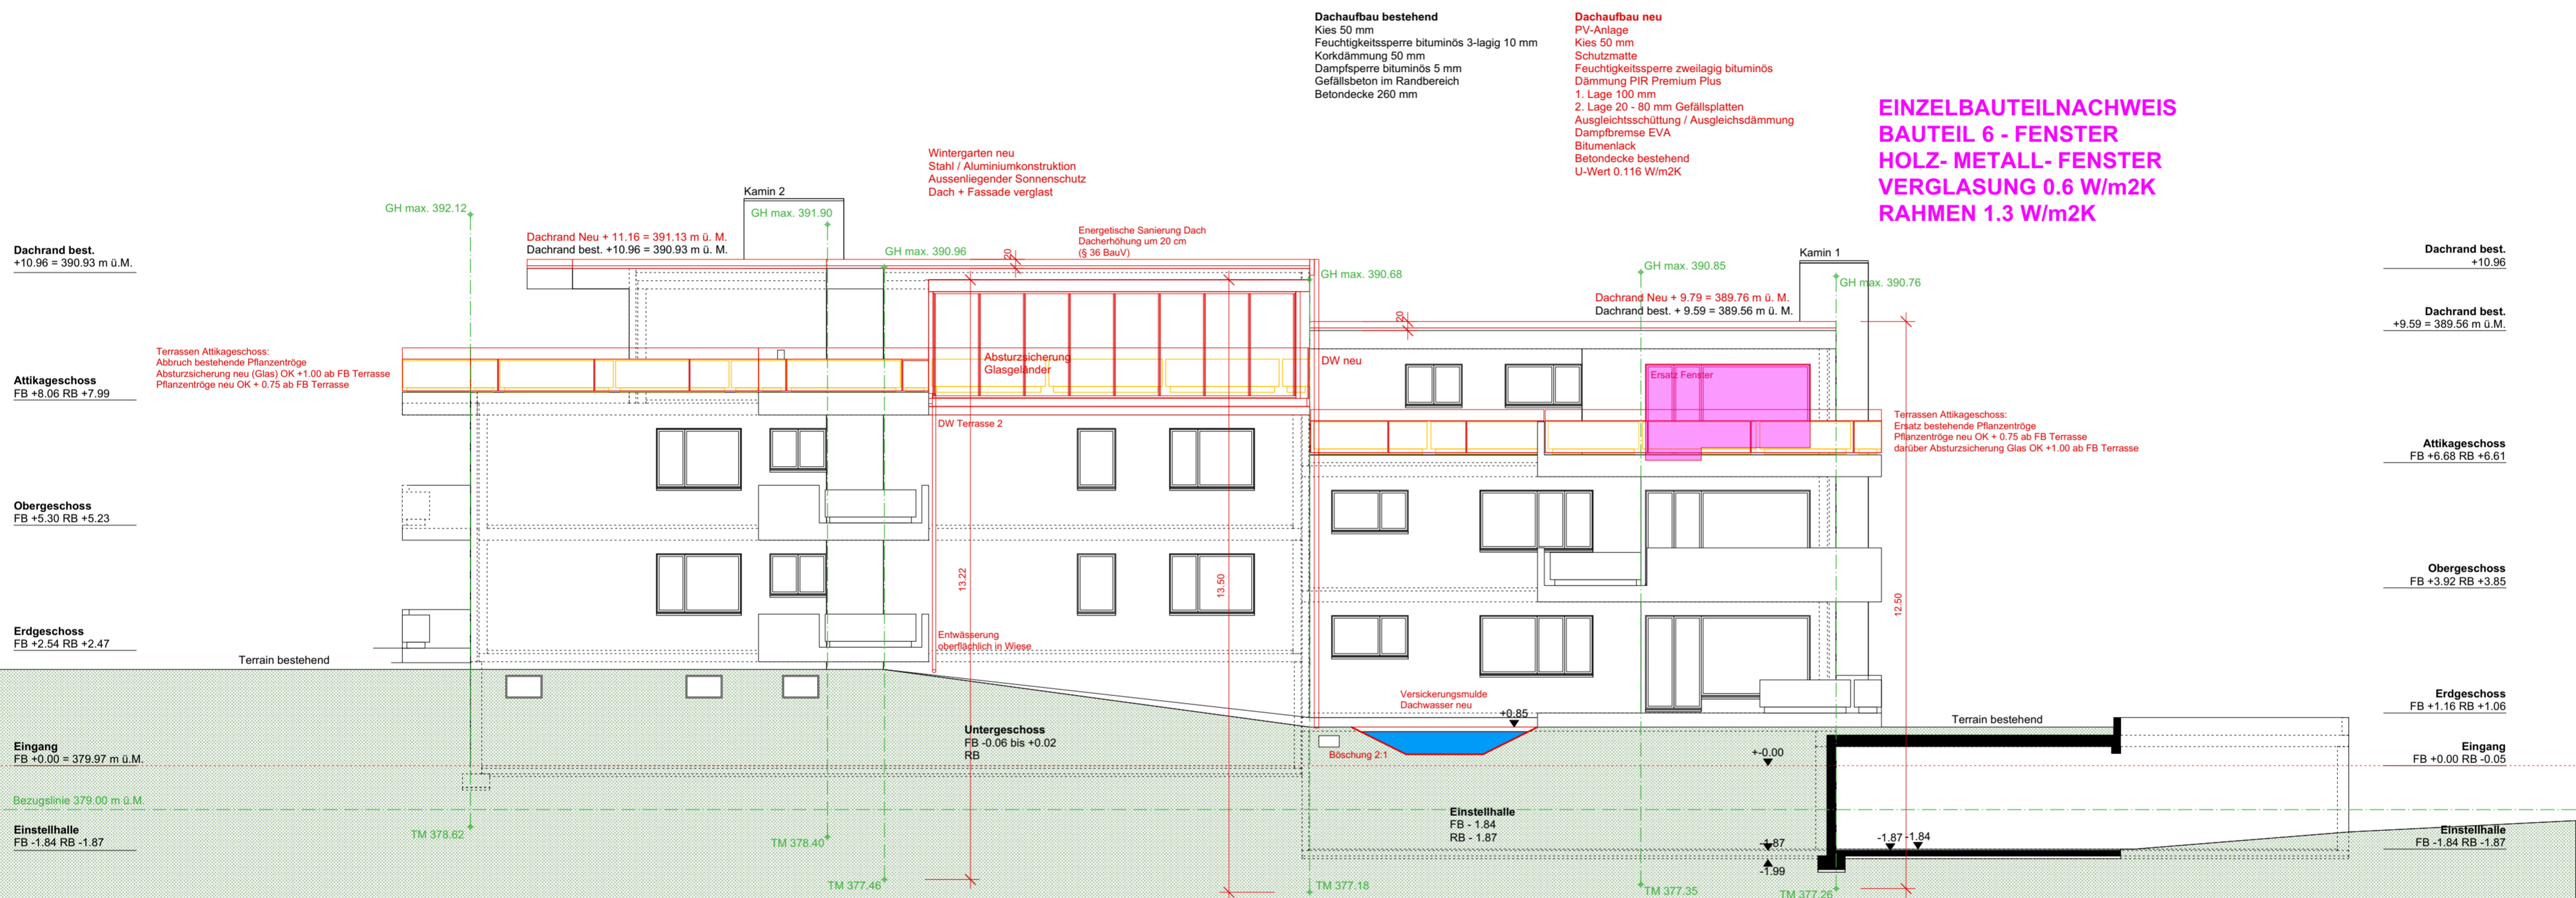 Dachaufbau bestehend
Kies 50 mm
Feuchtigkeitssperre bituminös 3-lagig 10 mm
Korkdämmung 50 mm
Dampfsperre bituminös 5 mm
Gefällsbeton im Randbereich
Betondecke 260 mm
Dachaufbau neu
PV-Anlage
Kies 50 mm
Schutzmatte
Feuchtigkeitssperre zweilagig bituminös
Dämmung PIR Premium Plus
1. Lage 100 mm
2. Lage 20 - 80 mm Gefällsplatten
Ausgleichtsschüttung / Ausgleichsdämmung
Dampfbremse EVA
Bitumenlack
Betondecke bestehend
U-Wert 0.116 W/m2K
EINZELBAUTEILNACHWEIS
BAUTEIL 6 - FENSTER
HOLZ- METALL- FENSTER
VERGLASUNG 0.6 W/m2K
RAHMEN 1.3 W/m2K
Wintergarten neu
Stahl / Aluminiumkonstruktion
Aussenliegender Sonnenschutz
Dach + Fassade verglast
Kamin 2
GH max. 392.12
GH max. 391.90
Dachrand Neu + 11.16 = 391.13 m ü. M.
Dachrand best. +10.96 = 390.93 m ü. M.
GH max. 390.96
Energetische Sanierung Dach
Dacherhöhung um 20 cm
(§ 36 BauV)
20
GH max. 390.68
GH max. 390.85
Kamin 1
GH max. 390.76
Dachrand Neu + 9.79 = 389.76 m ü. M.
Dachrand best. + 9.59 = 389.56 m ü. M.
20
Dachrand best.
+10.96 = 390.93 m ü.M.
Dachrand best.
+10.96
Dachrand best.
+9.59 = 389.56 m ü.M.
Terrassen Attikageschoss:
Abbruch bestehende Pflanzentröge
Absturzsicherung neu (Glas) OK +1.00 ab FB Terrasse
Pflanzentröge neu OK + 0.75 ab FB Terrasse
Absturzsicherung
Glasgeländer
DW neu
Ersatz Fenster
Attikageschoss
FB +8.06 RB +7.99
DW Terrasse 2
Terrassen Attikageschoss:
Ersatz bestehende Pflanzentröge
Pflanzentröge neu OK + 0.75 ab FB Terrasse
darüber Absturzsicherung Glas OK +1.00 ab FB Terrasse
Attikageschoss
FB +6.68 RB +6.61
Obergeschoss
FB +5.30 RB +5.23
Obergeschoss
FB +3.92 RB +3.85
13.22
13.50
12.50
Erdgeschoss
FB +2.54 RB +2.47
Entwässerung
oberflächlich in Wiese
Terrain bestehend
Versickerungsmulde
Dachwasser neu
+0.85
Erdgeschoss
FB +1.16 RB +1.06
Terrain bestehend
Untergeschoss
FB -0.06 bis +0.02
RB
Böschung 2:1
+-0.00
Eingang
FB +0.00 = 379.97 m ü.M.
Eingang
FB +0.00 RB -0.05
Bezugslinie 379.00 m ü.M.
Einstellhalle
FB -1.84 RB -1.87
Einstellhalle
FB - 1.84
RB - 1.87
-1.87
-1.99
-1.87
-1.84
Einstellhalle
FB -1.84 RB -1.87
TM 378.62
TM 378.40
TM 377.46
TM 377.18
TM 377.35
TM 377.26